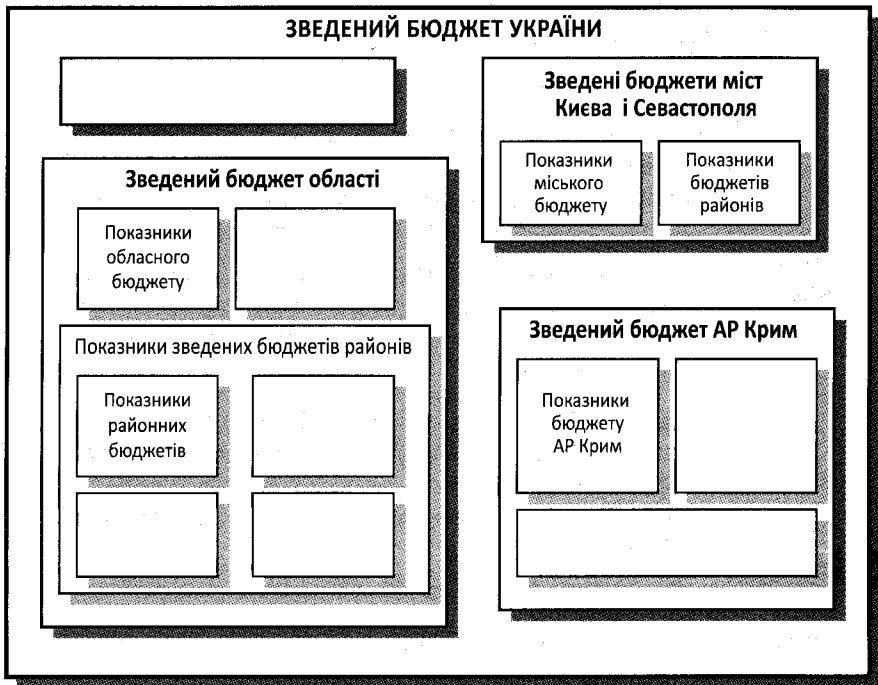 ЗВЕДЕНИЙ БЮДЖЕТ УКРАЇНИ
Зведені бюджети міст
Києва і Севастополя
Показники
міського
бюджету
Показники
бюджетів
районів
Зведений бюджет області
Показники
обласного
бюджету
Показники зведених бюджетів районів
Показники
районних
бюджетів
Зведений бюджет АР Крим
Показники
бюджету
АР Крим